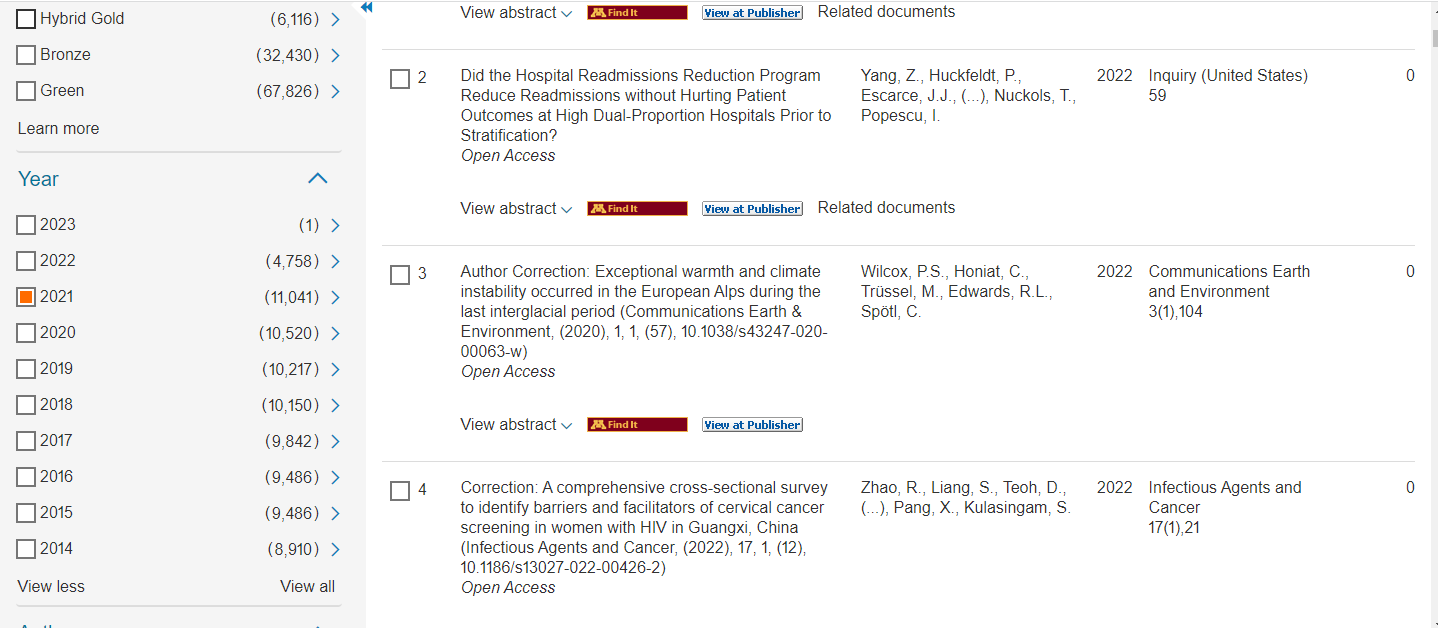 Hybrid Gold (6,116)
Bronze (32,430)
Green (67,826)
Learn more
Year
2023 (1)
2022 (4,758)
2021 (11,041)
2020 (10,520)
2019 (10,217)
2018 (10,150)
2017 (9,842)
2016 (9,486)
2015 (9,486)
2014 (8,910)
View less View all
View abstract Find It View at Publisher Related documents
2 Did the Hospital Readmissions Reduction Program
Reduce Readmissions without Hurting Patient
Outcomes at High Dual-Proportion Hospitals Prior to
Stratification?
Open Access
Yang, Z., Huckfeldt, P.,
Escarce, J.J., (...), Nuckols, T.,
Popescu, I.
2022
Inquiry (United States)
59
0
View abstract Find It View at Publisher Related documents
3 Author Correction: Exceptional warmth and climate
instability occurred in the European Alps during the
last interglacial period (Communications Earth &
Environment, (2020), 1, 1, (57), 10.1038/s43247-020-
00063-w)
Open Access
Wilcox, P.S., Honiat, C.,
Trüssel, M., Edwards, R.L.,
Spötl, C.
2022
Communications Earth
and Environment
3(1),104
0
View abstract Find It View at Publisher
4 Correction: A comprehensive cross-sectional survey
to identify barriers and facilitators of cervical cancer
screening in women with HIV in Guangxi, China
(Infectious Agents and Cancer, (2022), 17, 1, (12),
10.1186/s13027-022-00426-2)
Open Access
Zhao, R., Liang, S., Teoh, D.,
(...), Pang, X., Kulasingam, S.
2022
Infectious Agents and
Cancer
17(1),21
0